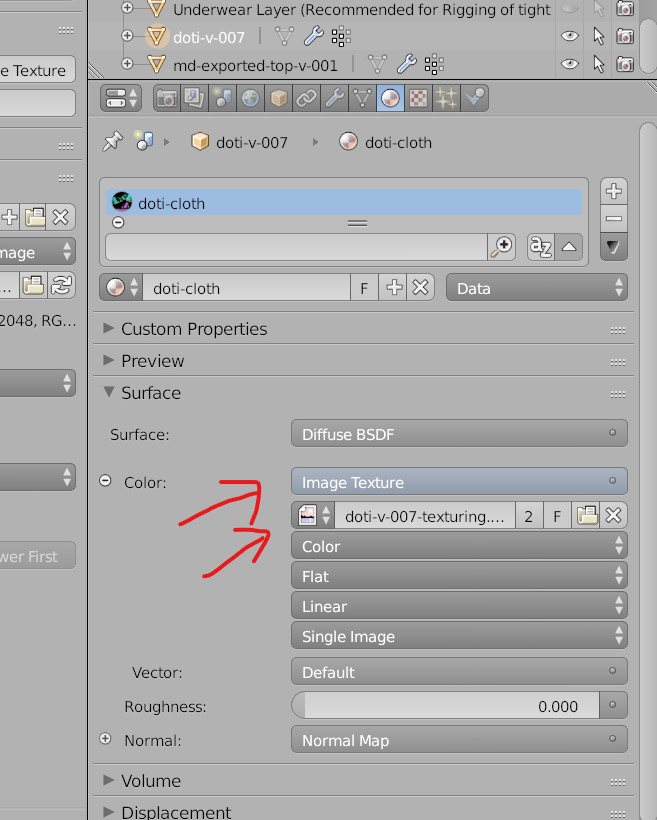 Underwear Layer (Recommended for Rigging of tight
doti-v-007
md-exported-top-v-001
e Texture
doti-v-007
doti-cloth
doti-cloth
mage
...
2048, RG...
wer First
az
doti-cloth
F
Data
Custom Properties
Preview
Surface
Surface:
Diffuse BSDF
Color:
Image Texture
doti-v-007-texturing....
2
F
Color
Flat
Linear
Single Image
Vector:
Default
Roughness:
0.000
Normal:
Normal Map
Volume
Displacement